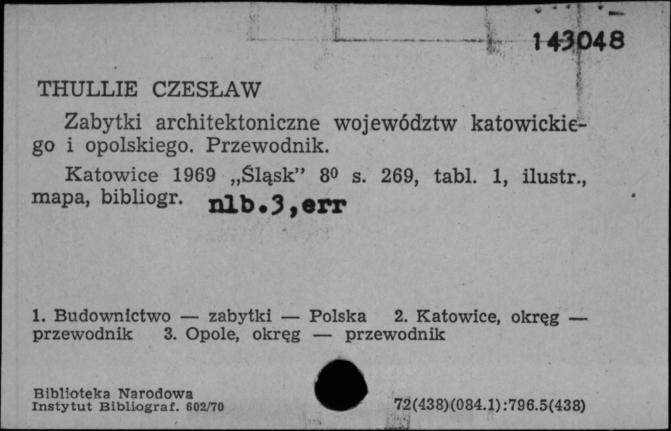 143048
THULLIE CZESŁAW
Zabytki architektoniczne województw katowickie-
go i opolskiego. Przewodnik.
Katowice 1969 „Śląsk” 8⁰ s. 269, tabl. 1, ilustr.,
mapa, bibliogr. nlb.3,err
1. Budownictwo — zabytki — Polska 2. Katowice, okręg —
przewodnik 3. Opole, okręg — przewodnik
Biblioteka Narodowa
Instytut Bibliograf. 602/70
72(438)(084.1):796.5(438)